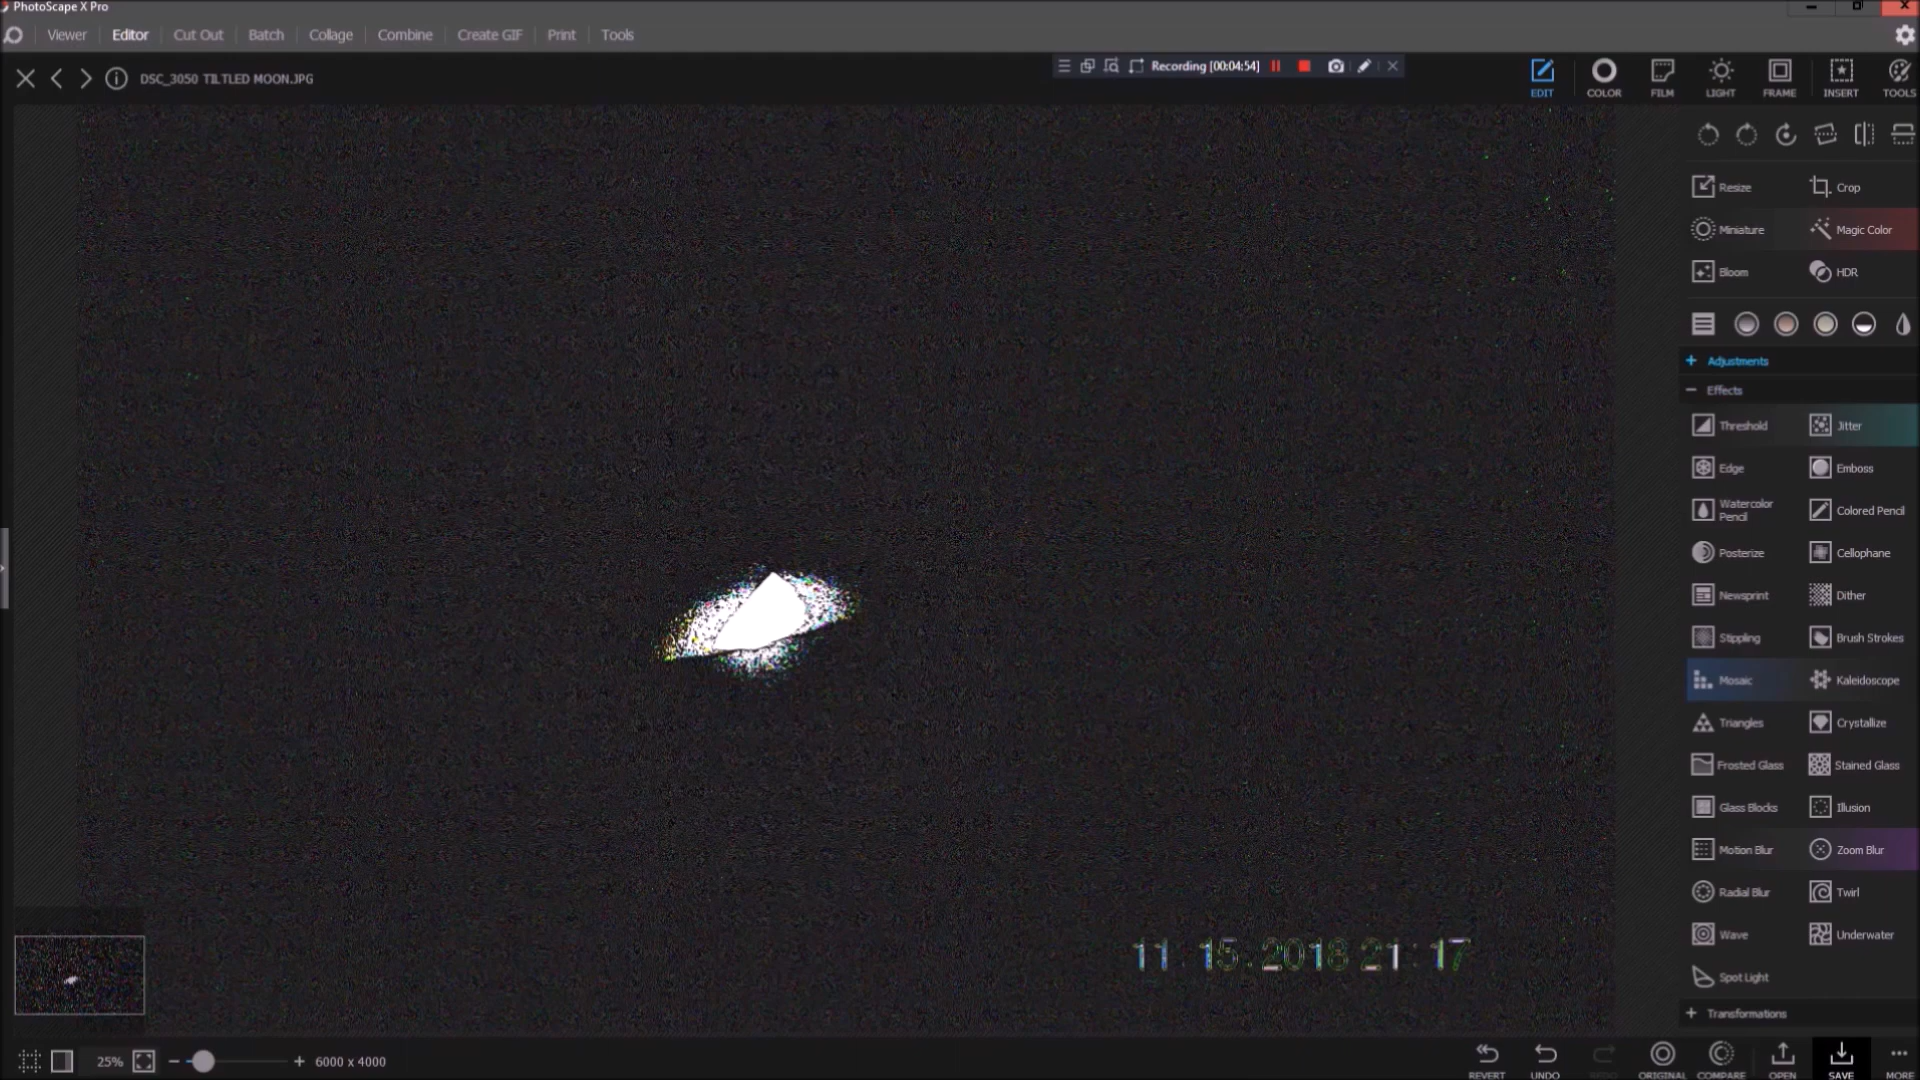 PhotoScape X Pro
Viewer Editor Cut Out Batch Collage Combine Create GIF Print Tools
DSC_3050 TILTLED MOON.JPG
Recording [00:04:54]
EDIT COLOR FILM LIGHT FRAME INSERT TOOLS
Resize Crop
Miniature Magic Color
Bloom HDR
+ Adjustments
− Effects
Threshold Jitter
Edge Emboss
Watercolor Pencil Colored Pencil
Posterize Cellophane
Newsprint Dither
Stippling Brush Strokes
Mosaic Kaleidoscope
Triangles Crystallize
Frosted Glass Stained Glass
Glass Blocks Illusion
Motion Blur Zoom Blur
Radial Blur Twirl
Wave Underwater
11.15.2018 21:17
Spot Light
+ Transformations
25% − + 6000 x 4000
REVERT UNDO REDO ORIGINAL COMPARE OPEN SAVE MORE